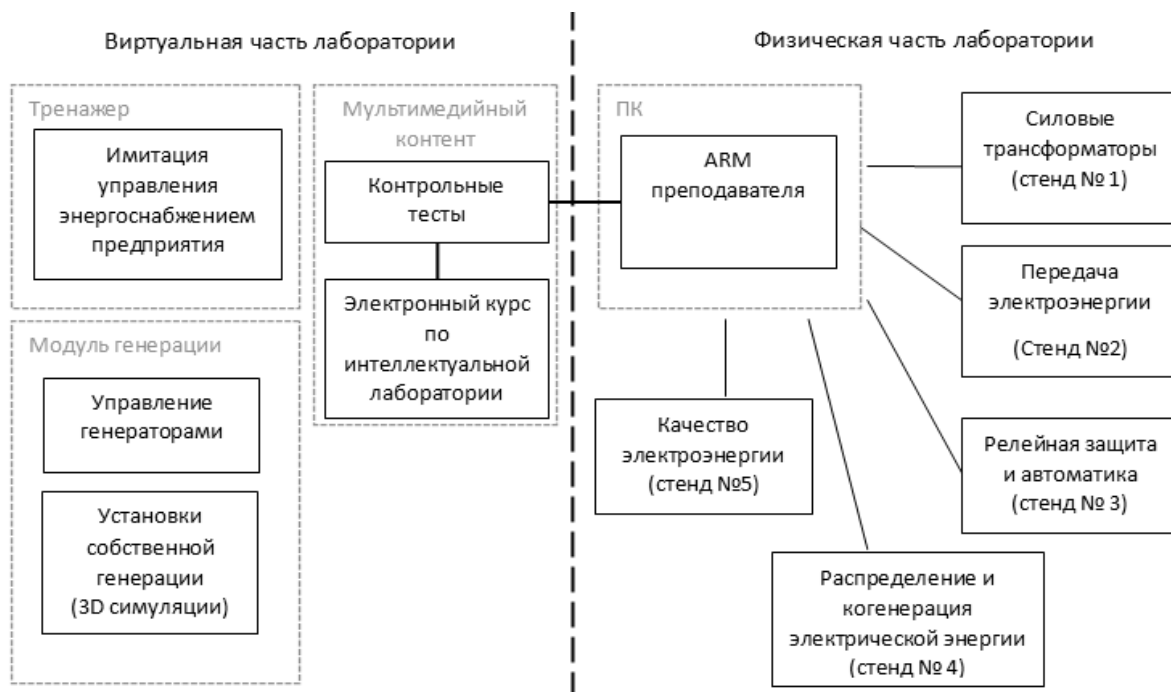 Виртуальная часть лаборатории
Физическая часть лаборатории
Тренажер
Имитация
управления
энергоснабжением
предприятия
Мультимедийный
контент
Контрольные
тесты
Электронный курс
по
интеллектуальной
лаборатории
Модуль генерации
Управление
генераторами
Установки
собственной
генерации
(3D симуляции)
ПК
ARM
преподавателя
Силовые
трансформаторы
(стенд № 1)
Передача
электроэнергии
(Стенд №2)
Релейная защита
и автоматика
(стенд № 3)
Качество
электроэнергии
(стенд №5)
Распределение и
когенерация
электрической энергии
(стенд № 4)